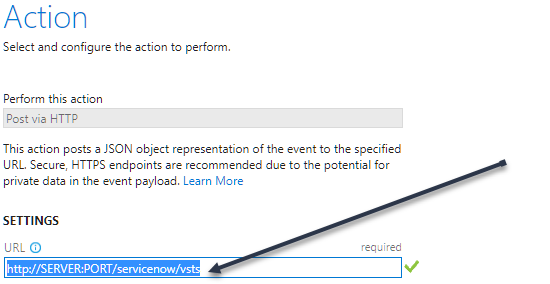 Action
Select and configure the action to perform.
Perform this action
Post via HTTP
This action posts a JSON object representation of the event to the specified
URL. Secure, HTTPS endpoints are recommended due to the potential for
private data in the event payload. Learn More
SETTINGS
URL required
http://SERVER:PORT/servicenow/vsts